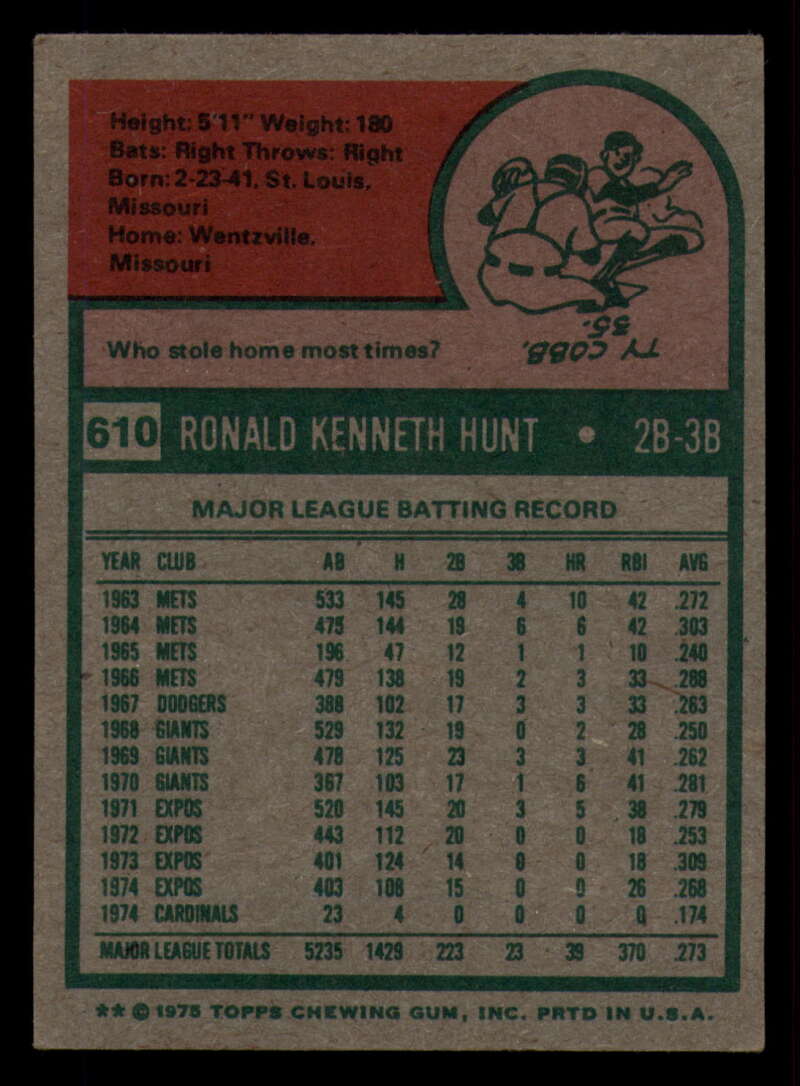 Height: 5'11" Weight: 180
Bats: Right Throws: Right
Born: 2-23-41, St. Louis,
Missouri
Home: Wentzville,
Missouri
Who stole home most times?
TY COBB,
35.
610 RONALD KENNETH HUNT • 2B-3B
MAJOR LEAGUE BATTING RECORD
YEAR CLUB AB H 2B 3B HR RBI AVG
1963 METS 533 145 28 4 10 42 .272
1964 METS 475 144 19 6 6 42 .303
1965 METS 196 47 12 1 1 10 .240
1966 METS 479 138 19 2 3 33 .288
1967 DODGERS 388 102 17 3 3 33 .263
1968 GIANTS 529 132 19 0 2 28 .250
1969 GIANTS 478 125 23 3 3 41 .262
1970 GIANTS 367 103 17 1 6 41 .281
1971 EXPOS 520 145 20 3 5 38 .279
1972 EXPOS 443 112 20 0 0 18 .253
1973 EXPOS 401 124 14 0 0 18 .309
1974 EXPOS 403 108 15 0 0 26 .268
1974 CARDINALS 23 4 0 0 0 0 .174
MAJOR LEAGUE TOTALS 5235 1429 223 23 39 370 .273
** © 1975 TOPPS CHEWING GUM, INC. PRTD IN U.S.A.